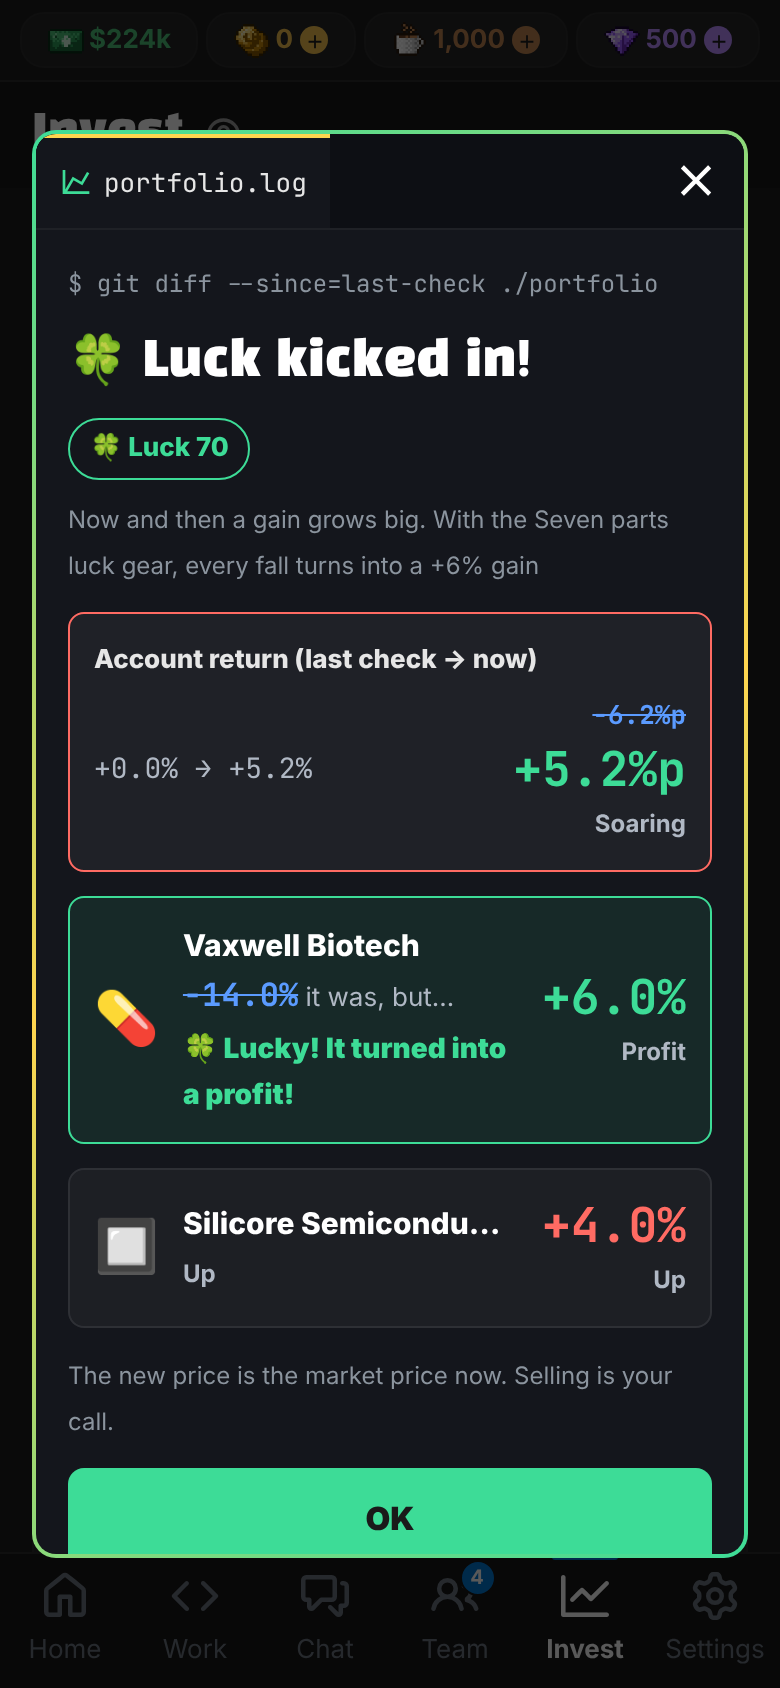 $224k 0 1,000 500
Invest
portfolio.log
$ git diff --since=last-check ./portfolio
Luck kicked in!
Luck 70
Now and then a gain grows big. With the Seven parts
luck gear, every fall turns into a +6% gain
Account return (last check → now)
-6.2%p
+0.0% → +5.2%
+5.2%p
Soaring
Vaxwell Biotech
-14.0% it was, but...
Lucky! It turned into
a profit!
+6.0%
Profit
Silicore Semicondu...
Up
+4.0%
Up
The new price is the market price now. Selling is your
call.
OK
4
Home Work Chat Team Invest Settings